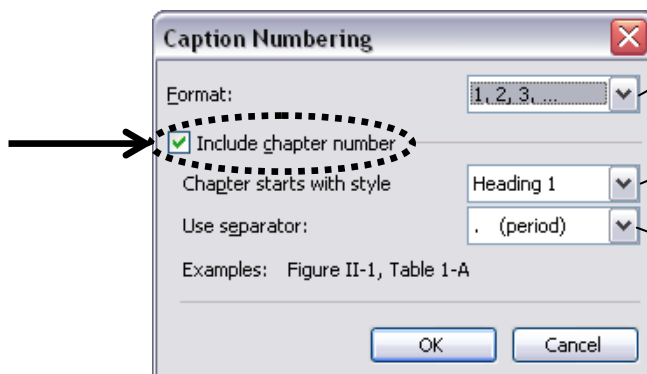 Caption Numbering
Format: 1, 2, 3, ...
Include chapter number
Chapter starts with style Heading 1
Use separator: . (period)
Examples: Figure II-1, Table 1-A
OK Cancel